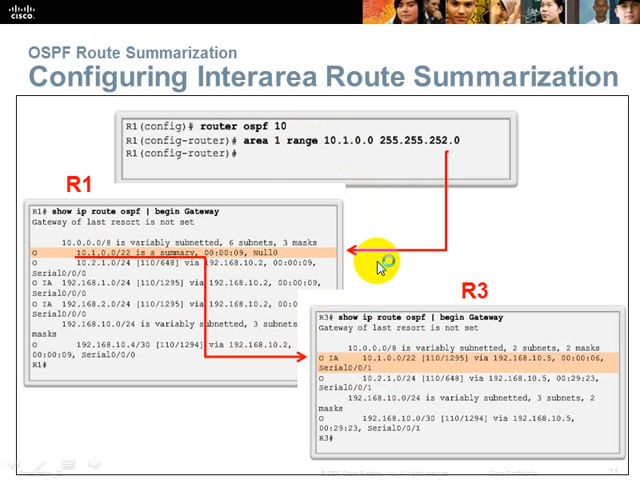 CISCO.
OSPF Route Summarization
Configuring Interarea Route Summarization
R1(config)# router ospf 10
R1(config-router)# area 1 range 10.1.0.0 255.255.252.0
R1(config-router)#
R1
R1# show ip route ospf | begin Gateway
Gateway of last resort is not set
10.0.0.0/8 is variably subnetted, 6 subnets, 3 masks
O 10.1.0.0/22 is a summary, 00:00:09, Null0
O 10.2.1.0/24 [110/648] via 192.168.10.2, 00:00:09,
Serial0/0/0
O IA 192.168.1.0/24 [110/1295] via 192.168.10.2, 00:00:09,
Serial0/0/0
O IA 192.168.2.0/24 [110/1295] via 192.168.10.2, 00:00:09,
Serial0/0/0
192.168.10.0/24 is variably subnetted, 3 subnets,
masks
O 192.168.10.4/30 [110/1294] via 192.168.10.2,
00:00:09, Serial0/0/0
R1#
R3
R3# show ip route ospf | begin Gateway
Gateway of last resort is not set
10.0.0.0/8 is variably subnetted, 2 subnets, 2 masks
O IA 10.1.0.0/22 [110/1295] via 192.168.10.5, 00:00:06,
Serial0/0/1
O 10.2.1.0/24 [110/648] via 192.168.10.5, 00:29:23,
Serial0/0/1
192.168.10.0/24 is variably subnetted, 3 subnets, 2
masks
O 192.168.10.0/30 [110/1294] via 192.168.10.5,
00:29:23, Serial0/0/1
R3#